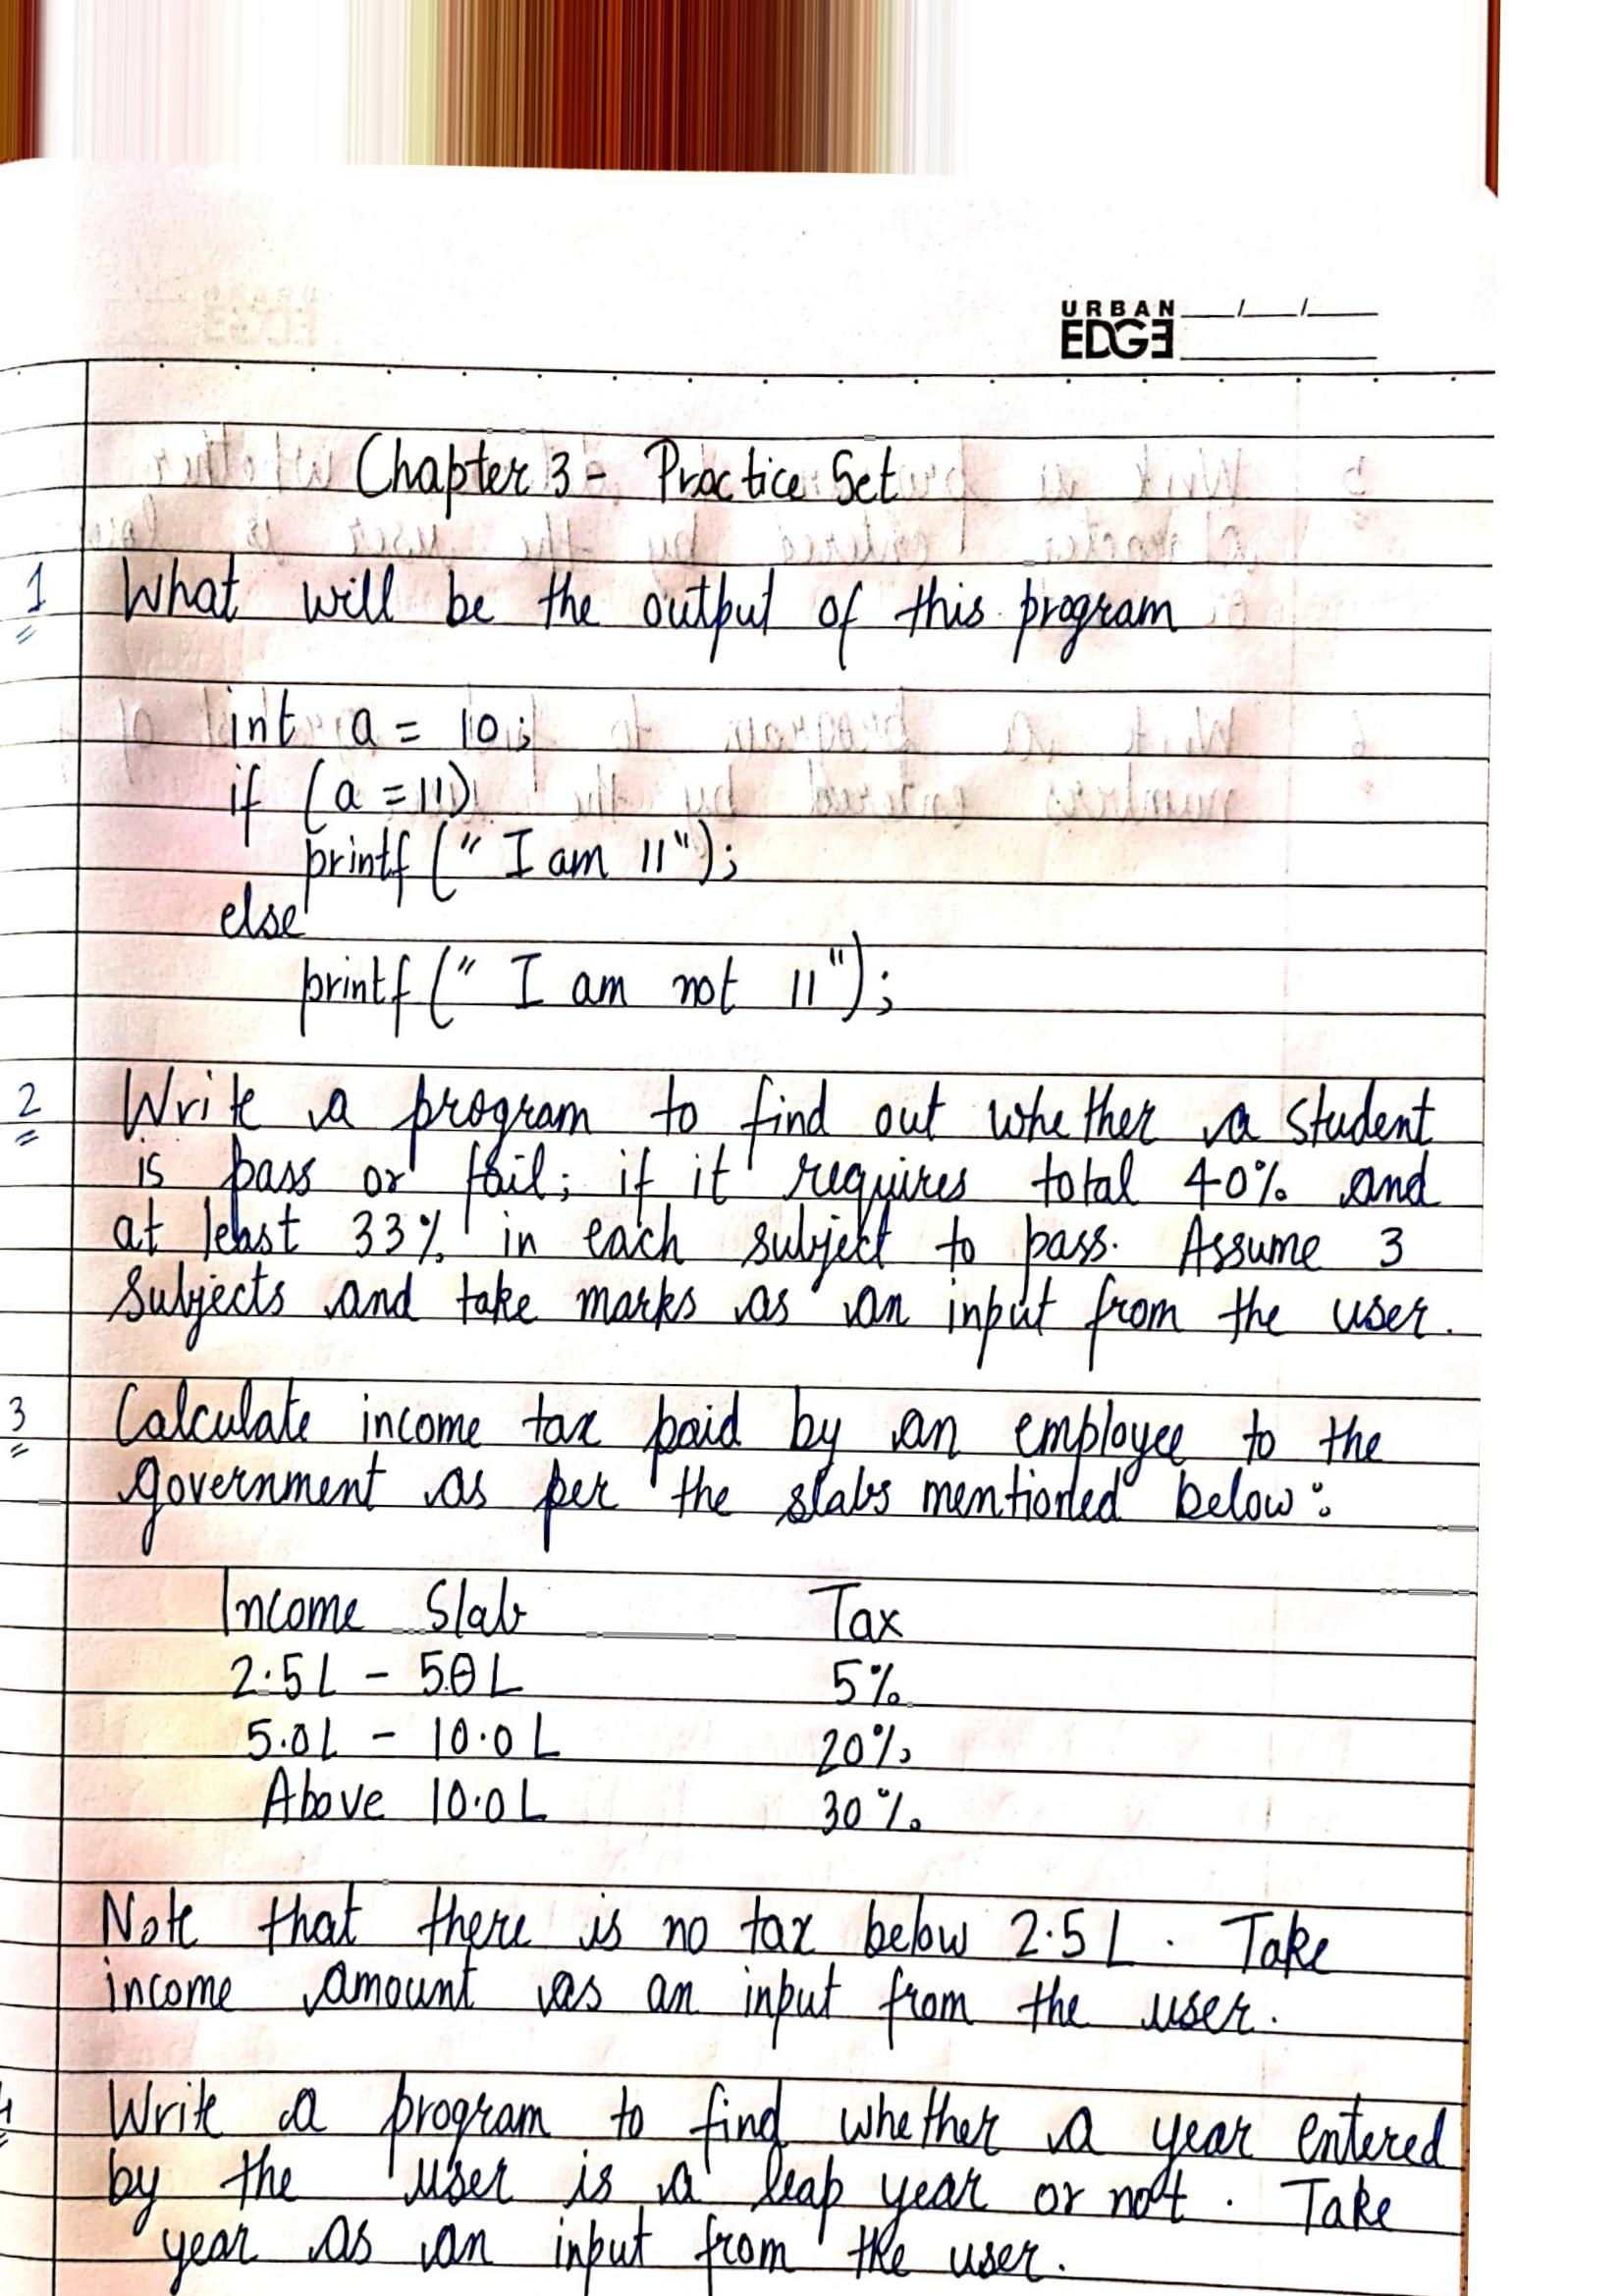 URBAN
EDGE
Chapter 3 - Practice Set
1 What will be the output of this program
int a = 10;
if (a = 11)
printf (" I am 11");
else
printf (" I am not 11");
2 Write a program to find out whether a student
is pass or fail; if it requires total 40% and
at least 33% in each subject to pass. Assume 3
Subjects and take marks as an input from the user.
3 Calculate income tax paid by an employee to the
government as per the slabs mentioned below:
Income Slab Tax
2.5L - 5.0L 5%
5.0L - 10.0L 20%
Above 10.0L 30%
Note that there is no tax below 2.5L. Take
income amount as an input from the user.
4 Write a program to find whether a year entered
by the user is a leap year or not. Take
year as an input from the user.